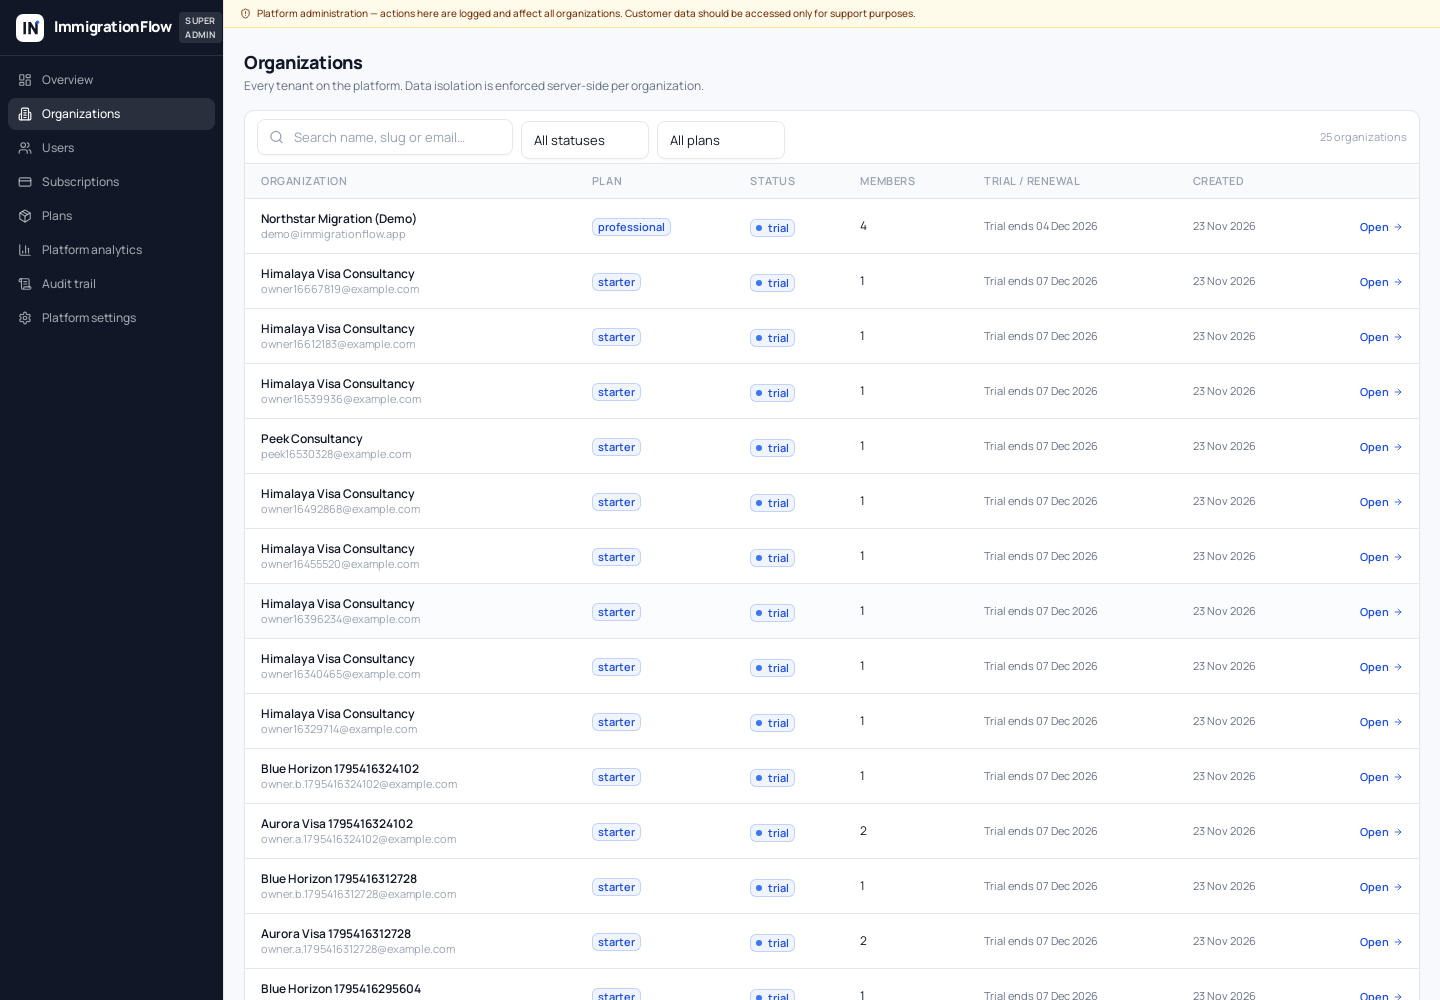 IN ImmigrationFlow SUPER ADMIN
Platform administration — actions here are logged and affect all organizations. Customer data should be accessed only for support purposes.
Overview
Organizations
Users
Subscriptions
Plans
Platform analytics
Audit trail
Platform settings
Organizations
Every tenant on the platform. Data isolation is enforced server-side per organization.
Search name, slug or email... All statuses All plans 25 organizations
ORGANIZATION PLAN STATUS MEMBERS TRIAL / RENEWAL CREATED
Northstar Migration (Demo) professional trial 4 Trial ends 04 Dec 2026 23 Nov 2026 Open →
demo@immigrationflow.app
Himalaya Visa Consultancy starter trial 1 Trial ends 07 Dec 2026 23 Nov 2026 Open →
owner16667819@example.com
Himalaya Visa Consultancy starter trial 1 Trial ends 07 Dec 2026 23 Nov 2026 Open →
owner16612183@example.com
Himalaya Visa Consultancy starter trial 1 Trial ends 07 Dec 2026 23 Nov 2026 Open →
owner16539936@example.com
Peek Consultancy starter trial 1 Trial ends 07 Dec 2026 23 Nov 2026 Open →
peek16530328@example.com
Himalaya Visa Consultancy starter trial 1 Trial ends 07 Dec 2026 23 Nov 2026 Open →
owner16492868@example.com
Himalaya Visa Consultancy starter trial 1 Trial ends 07 Dec 2026 23 Nov 2026 Open →
owner16455520@example.com
Himalaya Visa Consultancy starter trial 1 Trial ends 07 Dec 2026 23 Nov 2026 Open →
owner16396234@example.com
Himalaya Visa Consultancy starter trial 1 Trial ends 07 Dec 2026 23 Nov 2026 Open →
owner16340465@example.com
Himalaya Visa Consultancy starter trial 1 Trial ends 07 Dec 2026 23 Nov 2026 Open →
owner16329714@example.com
Blue Horizon 1795416324102 starter trial 1 Trial ends 07 Dec 2026 23 Nov 2026 Open →
owner.b.1795416324102@example.com
Aurora Visa 1795416324102 starter trial 2 Trial ends 07 Dec 2026 23 Nov 2026 Open →
owner.a.1795416324102@example.com
Blue Horizon 1795416312728 starter trial 1 Trial ends 07 Dec 2026 23 Nov 2026 Open →
owner.b.1795416312728@example.com
Aurora Visa 1795416312728 starter trial 2 Trial ends 07 Dec 2026 23 Nov 2026 Open →
owner.a.1795416312728@example.com
Blue Horizon 1795416295604 starter trial 1 Trial ends 07 Dec 2026 23 Nov 2026 Open →